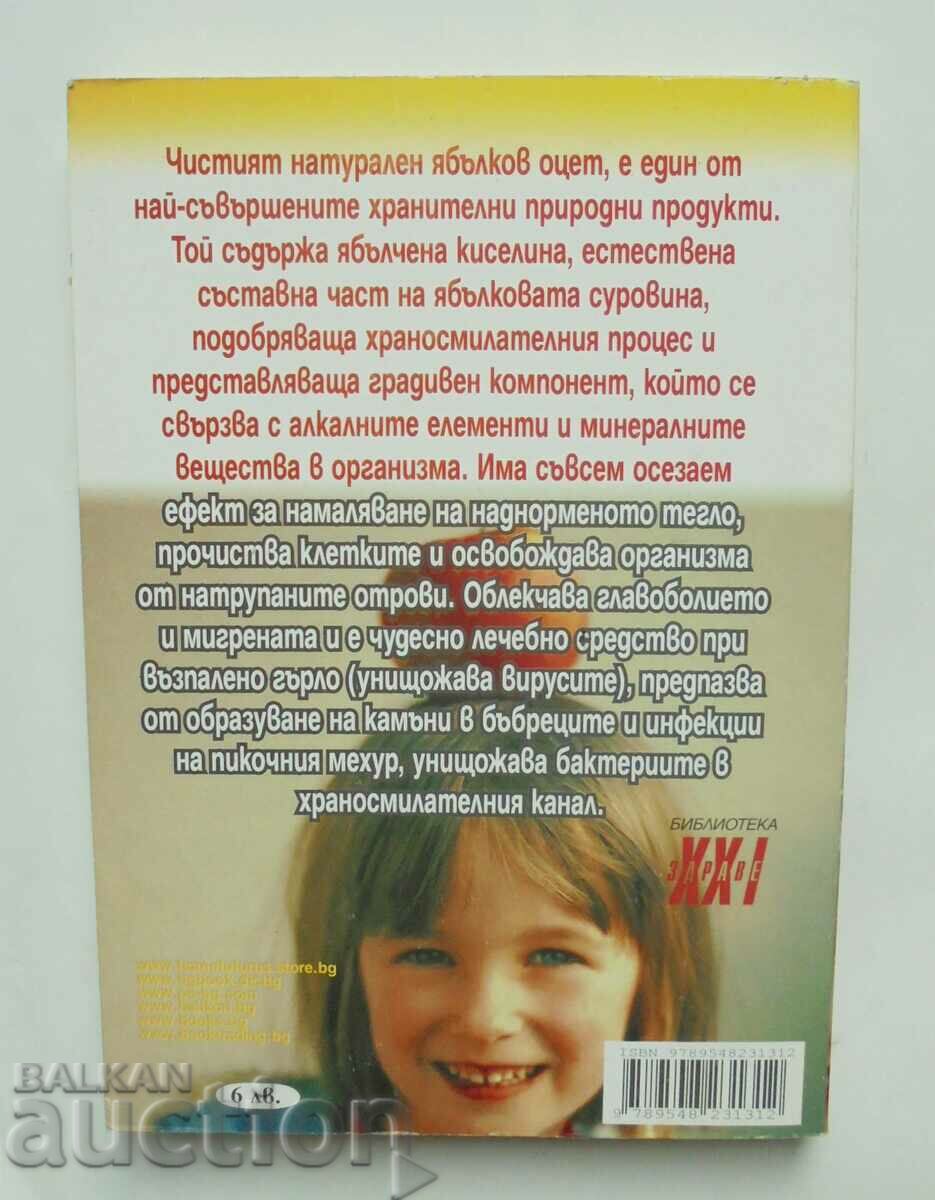 Чистият натурален ябълков оцет, е един от
най-съвършените хранителни природни продукти.
Той съдържа ябълчена киселина, естествена
съставна част на ябълковата суровина,
подобряваща храносмилателния процес и
представляваща градивен компонент, който се
свързва с алкалните елементи и минералните
вещества в организма. Има съвсем осезаем
ефект за намаляване на наднорменото тегло,
прочиства клетките и освобождава организма
от натрупаните отрови. Облекчава главоболието
и мигрената и е чудесно лечебно средство при
възпалено гърло (унищожава вирусите), предпазва
от образуване на камъни в бъбреците и инфекции
на пикочния мехур, унищожава бактериите в
храносмилателния канал.
БИБЛИОТЕКА
ЗДРАВЕ
XXI
www.books.bg
ISBN 9789548231312
9 789548 231312
6 лв.
BALKAN
auction